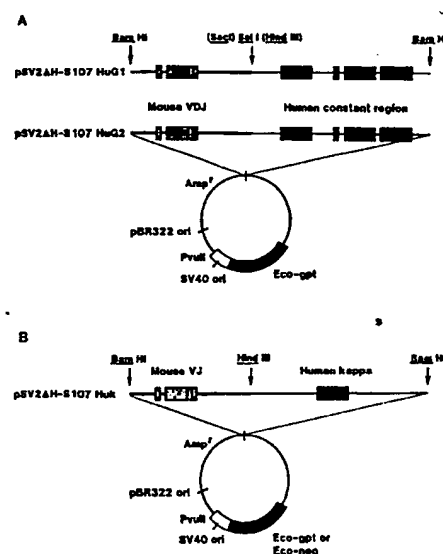 A
Bam HI
(SacI) Sal I (Hind III)
Bam H
pSV2ΔH-S107 HuG1
Mouse VDJ
Human constant region
pSV2ΔH-S107 HuG2
Amp r
pBR322 ori
PvuII
SV40 ori
Eco-gpt
B
s
Bam HI
Hind III
Bam H
Mouse VJ
Human kappa
pSV2ΔH-S107 Huk
Amp r
pBR322 ori
PvuII
SV40 ori
Eco-gpt or
Eco-neo